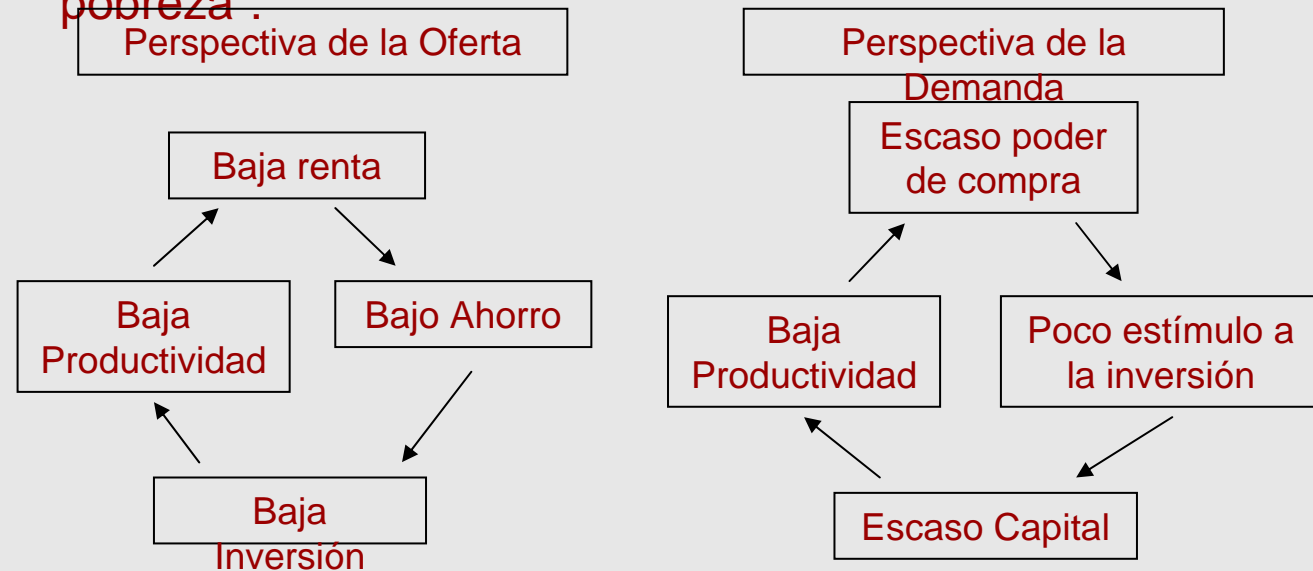 pobreza".
Perspectiva de la Oferta
Baja renta
Baja
Productividad
Bajo Ahorro
Baja
Inversión
Perspectiva de la
Demanda
Escaso poder
de compra
Baja
Productividad
Poco estímulo a
la inversión
Escaso Capital